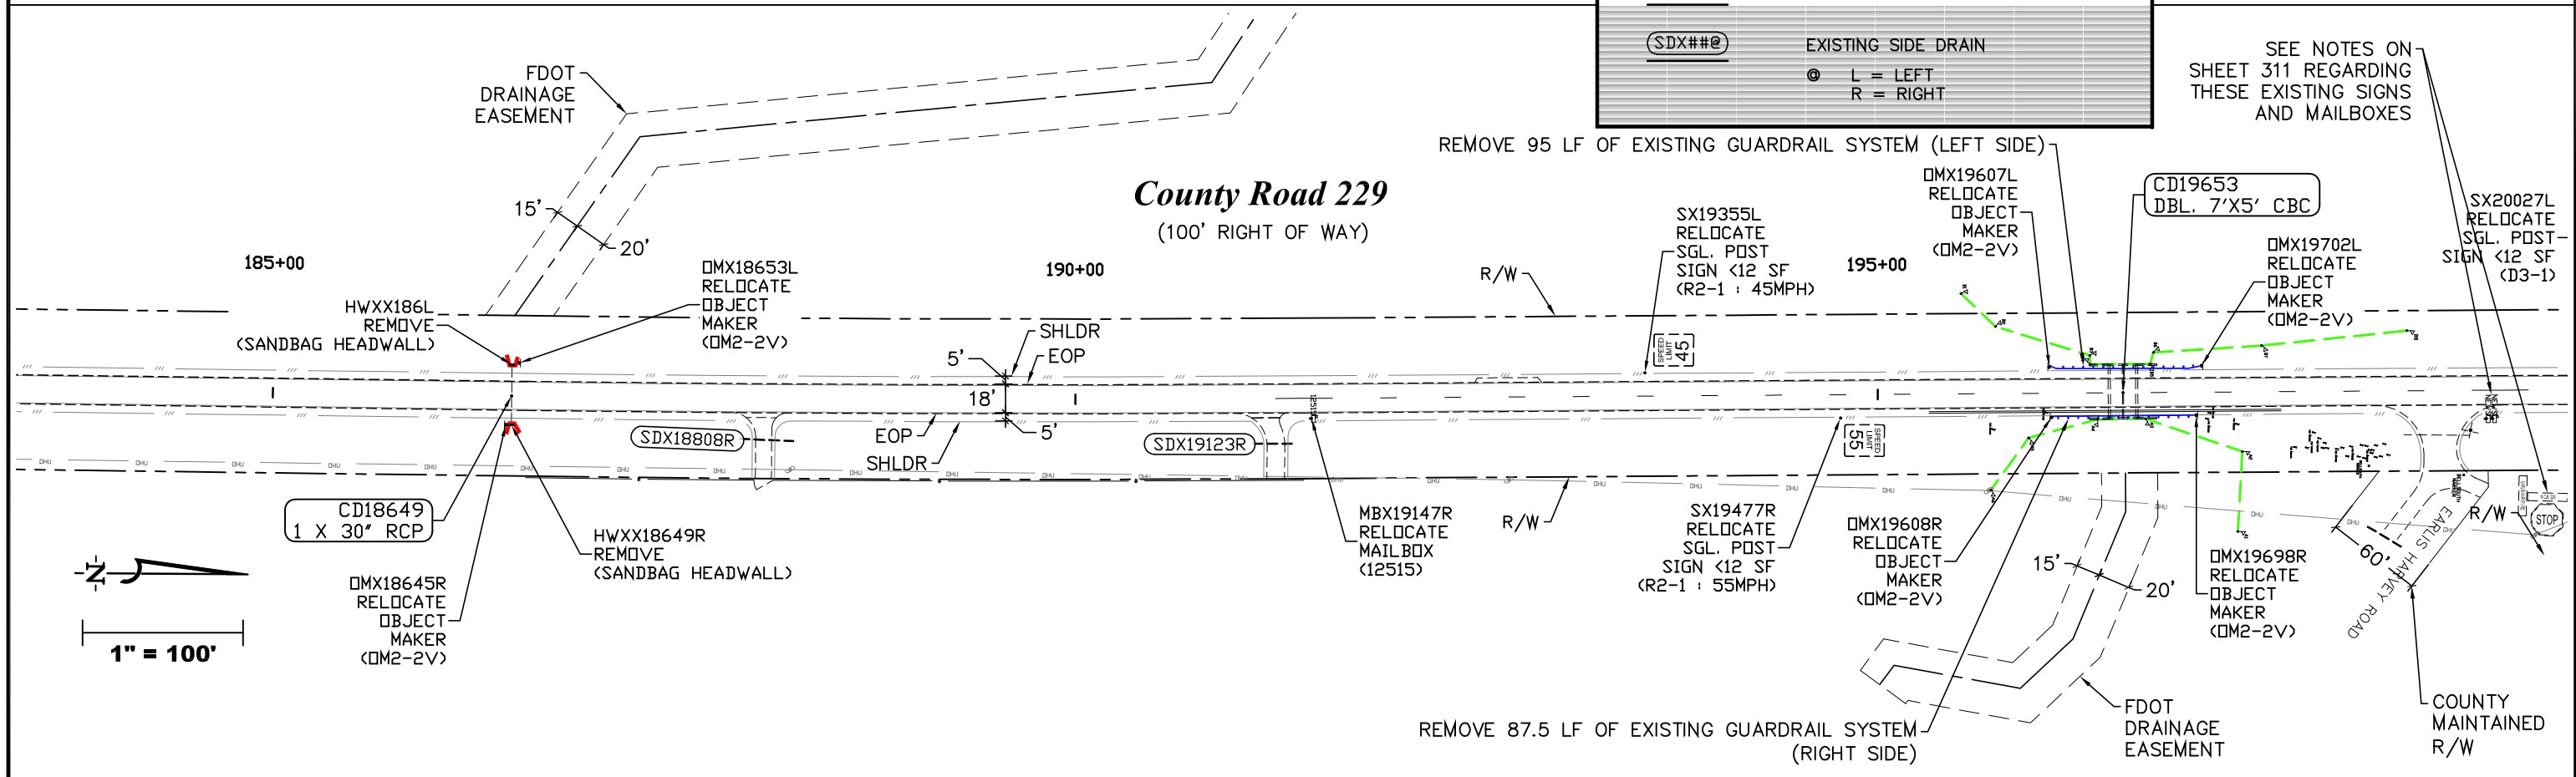 SDX##@
EXISTING SIDE DRAIN
@ L = LEFT
R = RIGHT
SEE NOTES ON
SHEET 311 REGARDING
THESE EXISTING SIGNS
AND MAILBOXES
FDOT
DRAINAGE
EASEMENT
15'
20'
County Road 229
(100' RIGHT OF WAY)
REMOVE 95 LF OF EXISTING GUARDRAIL SYSTEM (LEFT SIDE)
OMX19607L
RELOCATE
OBJECT
MAKER
(OM2-2V)
CD19653
DBL. 7'X5' CBC
SX20027L
RELOCATE
SGL. POST
SIGN <12 SF
(D3-1)
SX19355L
RELOCATE
SGL. POST
SIGN <12 SF
(R2-1 : 45MPH)
OMX19702L
RELOCATE
OBJECT
MAKER
(OM2-2V)
185+00
190+00
195+00
R/W
HWXX186L
REMOVE
(SANDBAG HEADWALL)
OMX18653L
RELOCATE
OBJECT
MAKER
(OM2-2V)
SHLDR
EOP
5'
18'
5'
EOP
SHLDR
SPEED
LIMIT
45
SPEED
LIMIT
55
SDX18808R
SDX19123R
12515
OHU
CD18649
1 X 30" RCP
HWXX18649R
REMOVE
(SANDBAG HEADWALL)
OMX18645R
RELOCATE
OBJECT
MAKER
(OM2-2V)
-N-
1" = 100'
MBX19147R
RELOCATE
MAILBOX
(12515)
R/W
SX19477R
RELOCATE
SGL. POST
SIGN <12 SF
(R2-1 : 55MPH)
OMX19608R
RELOCATE
OBJECT
MAKER
(OM2-2V)
15'
20'
OMX19698R
RELOCATE
OBJECT
MAKER
(OM2-2V)
60'
EARLIS HARVEY ROAD
R/W
STOP
REMOVE 87.5 LF OF EXISTING GUARDRAIL SYSTEM
(RIGHT SIDE)
FDOT
DRAINAGE
EASEMENT
COUNTY
MAINTAINED
R/W